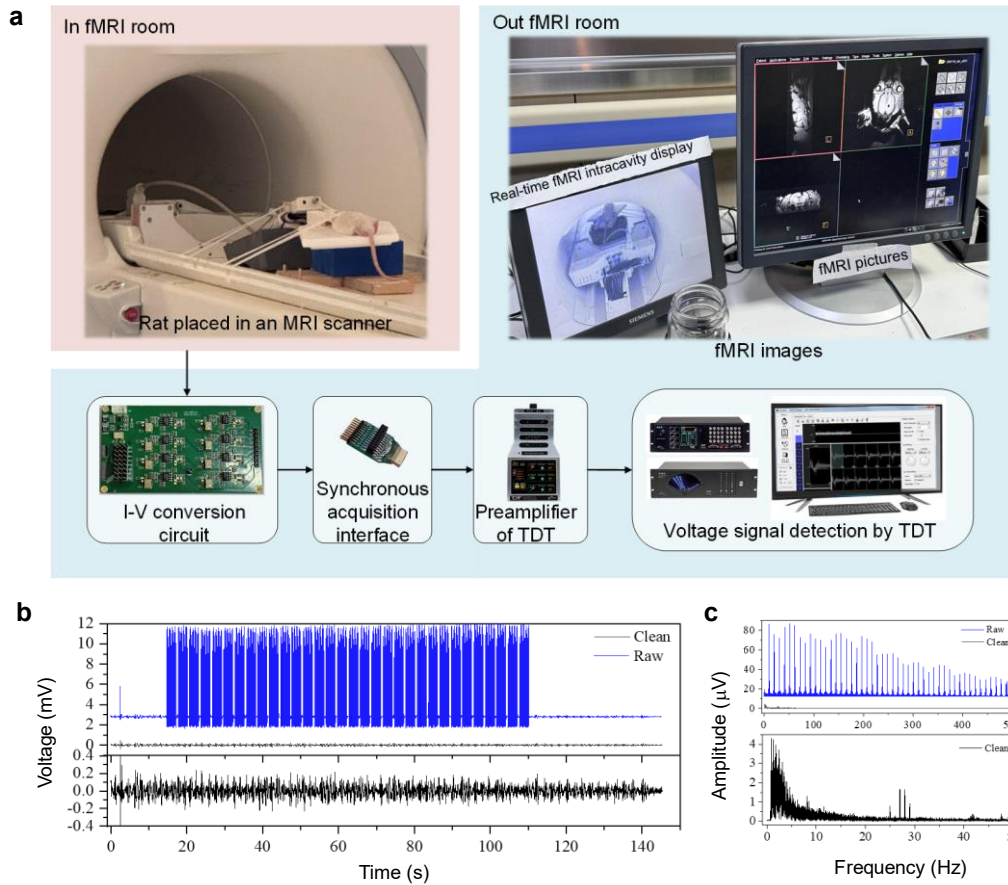 a
In fMRI room
Out fMRI room
Real-time fMRI intracavity display
SIEMENS
fMRI pictures
Rat placed in an MRI scanner
fMRI images
I-V conversion
circuit
Synchronous
acquisition
interface
Preamplifier
of TDT
Voltage signal detection by TDT
b
Voltage (mV)
12
10
8
6
4
2
0
0.4
0.2
0.0
-0.2
-0.4
Clean
Raw
0 20 40 60 80 100 120 140
Time (s)
c
Amplitude (μV)
80
60
40
20
0
Raw
Clean
0 100 200 300 400 50
4
3
2
1
0
Clean
0 10 20 30 40 50
Frequency (Hz)